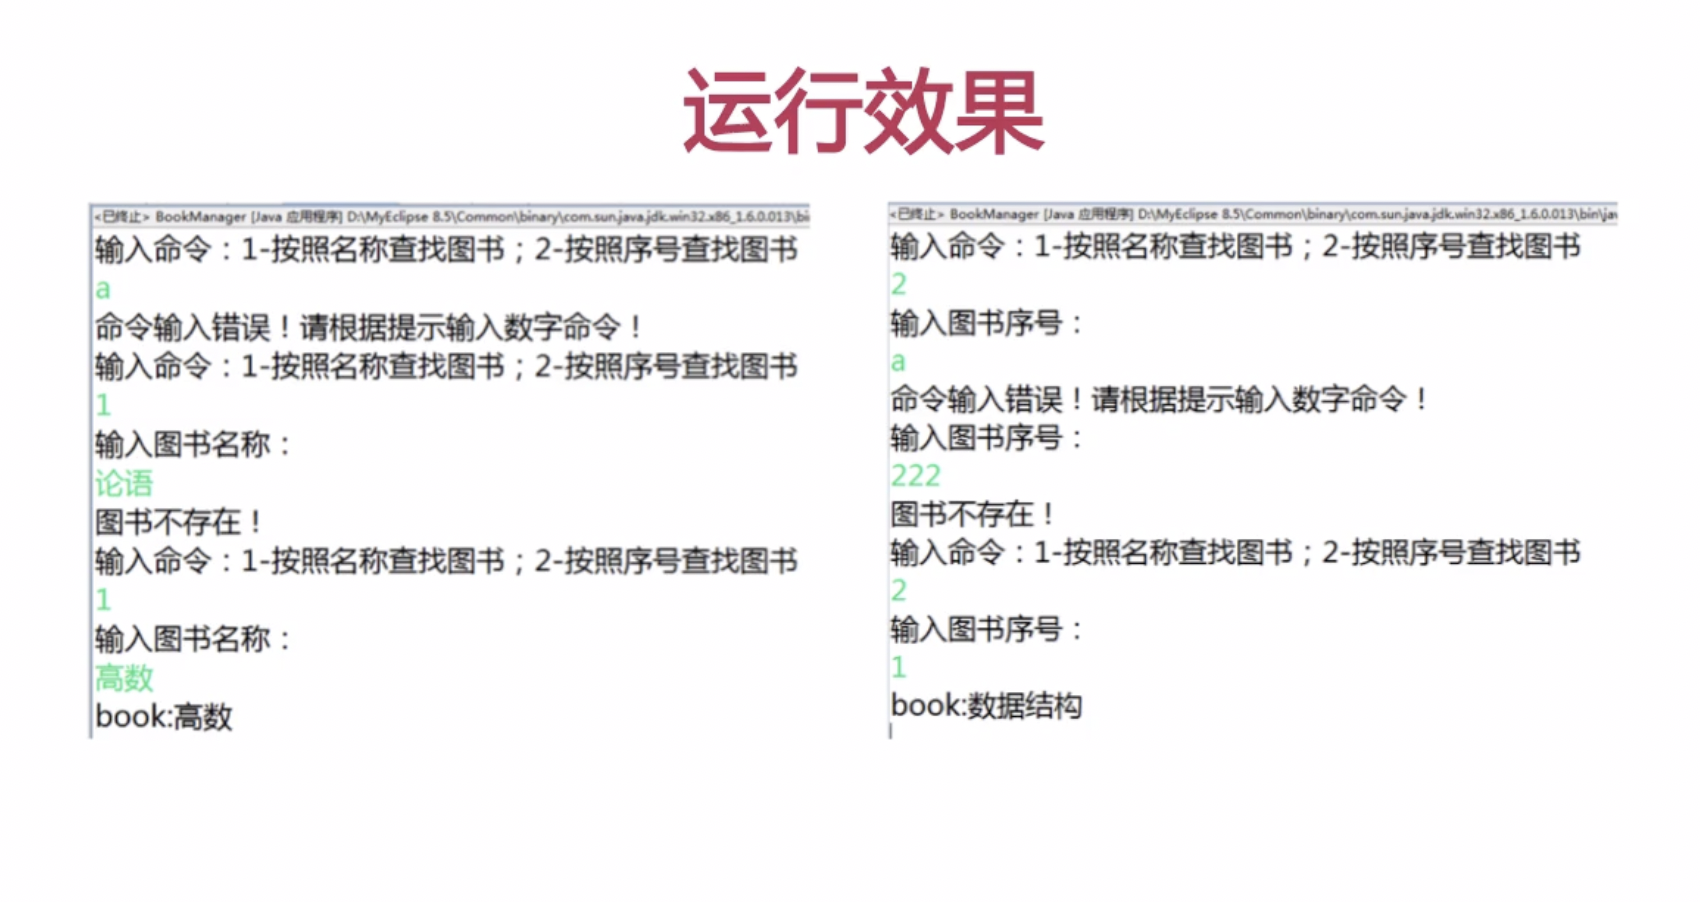 运行效果
<已终止> BookManager [Java 应用程序] D:\MyEclipse 8.5\Common\binary\com.sun.java.jdk.win32.x86_1.6.0.013\bi
输入命令：1-按照名称查找图书；2-按照序号查找图书
a
命令输入错误！请根据提示输入数字命令！
输入命令：1-按照名称查找图书；2-按照序号查找图书
1
输入图书名称：
论语
图书不存在！
输入命令：1-按照名称查找图书；2-按照序号查找图书
1
输入图书名称：
高数
book:高数
<已终止> BookManager [Java 应用程序] D:\MyEclipse 8.5\Common\binary\com.sun.java.jdk.win32.x86_1.6.0.013\bin\jav
输入命令：1-按照名称查找图书；2-按照序号查找图书
2
输入图书序号：
a
命令输入错误！请根据提示输入数字命令！
输入图书序号：
222
图书不存在！
输入命令：1-按照名称查找图书；2-按照序号查找图书
2
输入图书序号：
1
book:数据结构